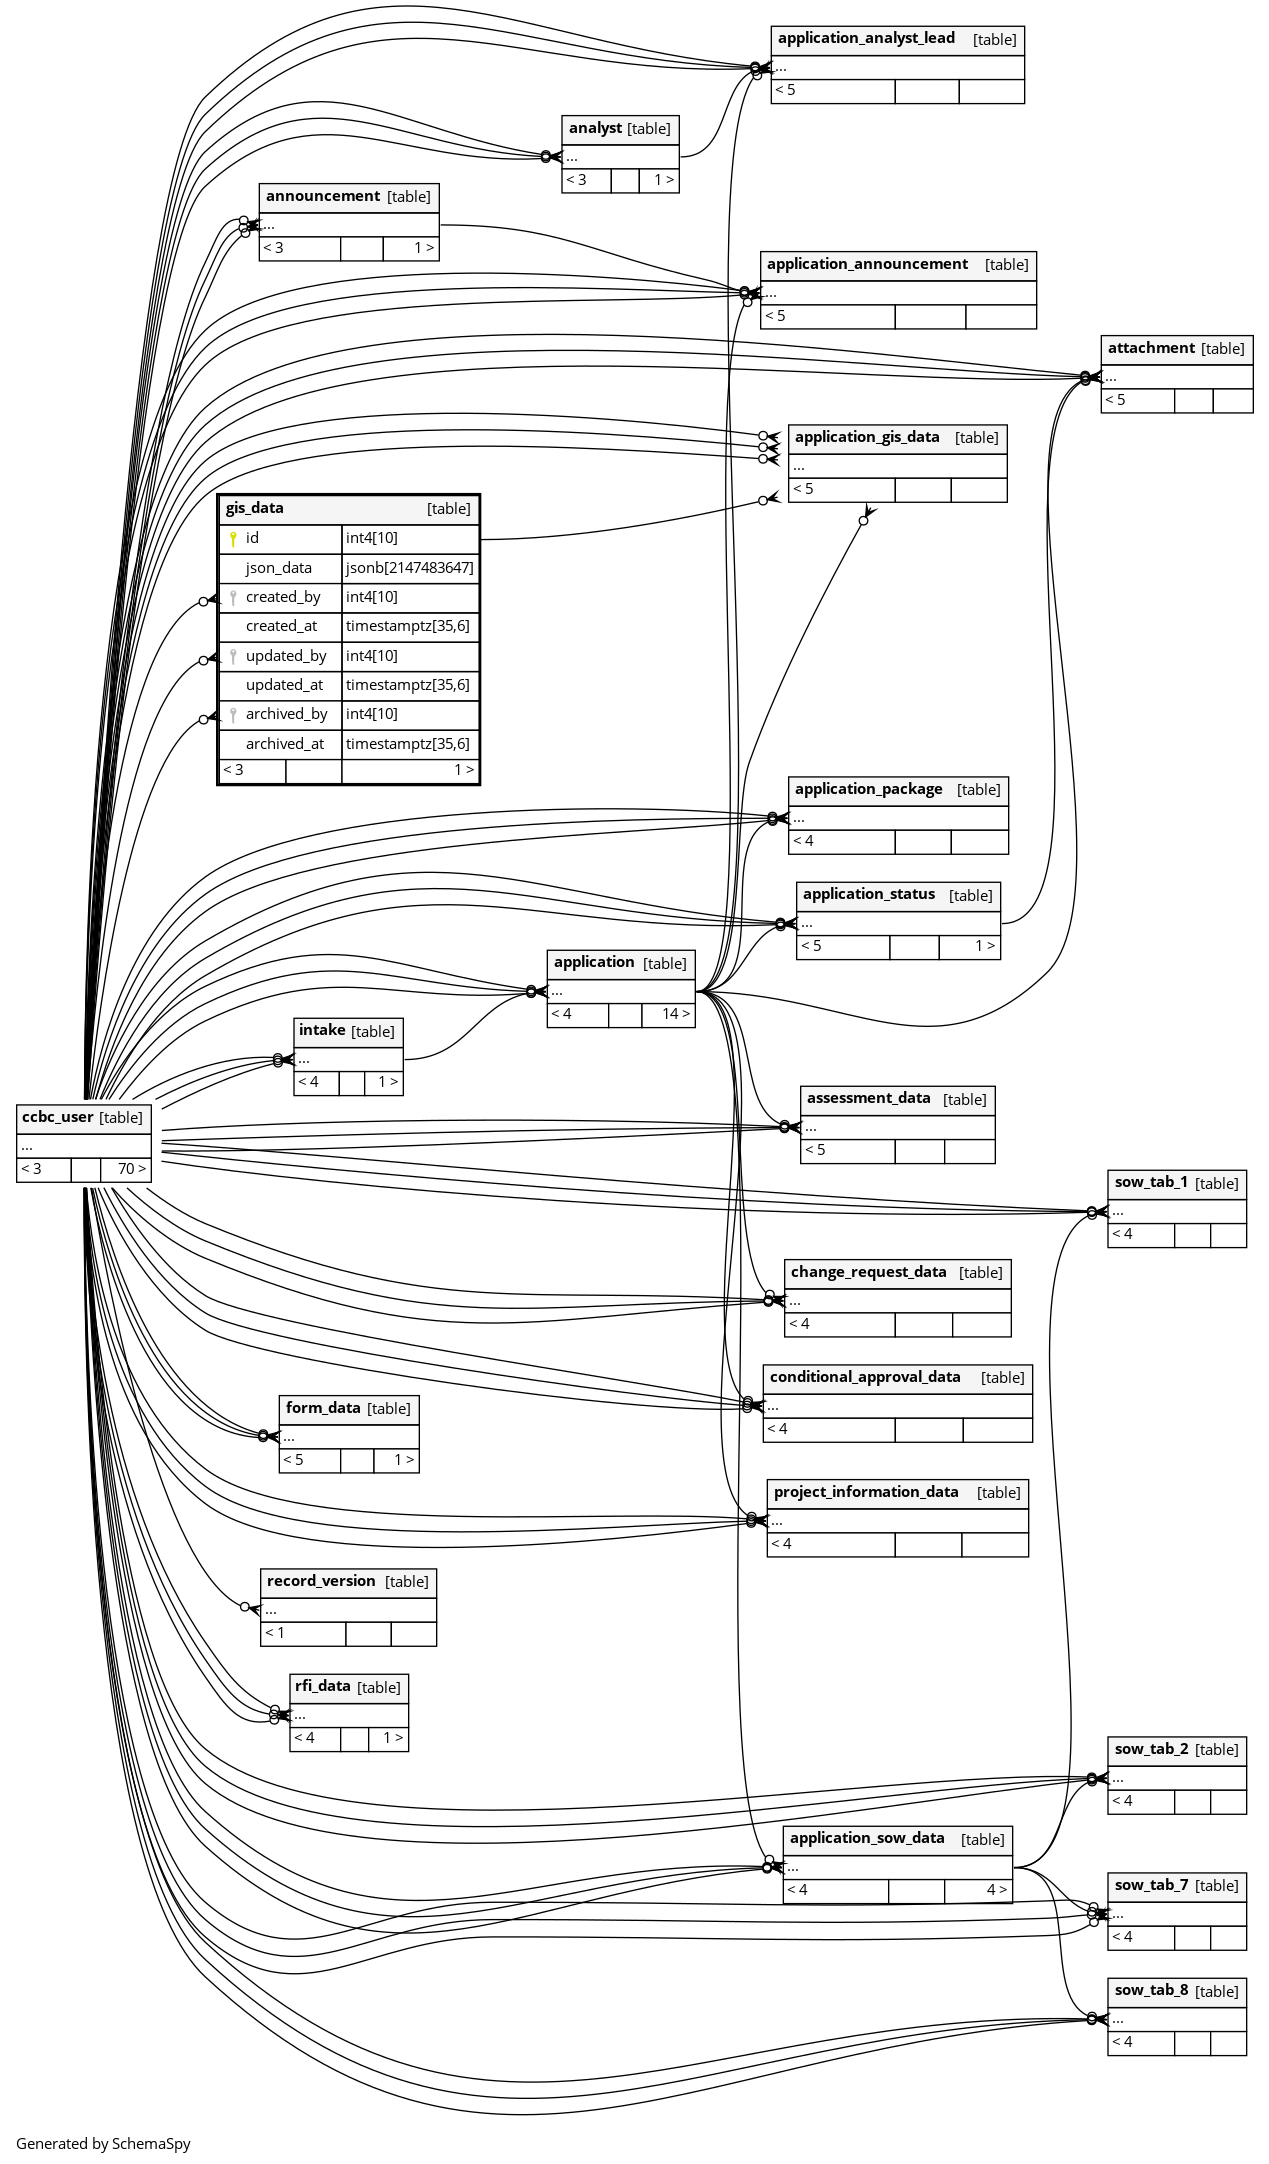 application_analyst_lead [table]
...
< 5
analyst [table]
...
< 3 1 >
announcement [table]
...
< 3 1 >
application_announcement [table]
...
< 5
attachment [table]
...
< 5
application_gis_data [table]
...
< 5
gis_data [table]
id int4[10]
json_data jsonb[2147483647]
created_by int4[10]
created_at timestamptz[35,6]
updated_by int4[10]
updated_at timestamptz[35,6]
archived_by int4[10]
archived_at timestamptz[35,6]
< 3 1 >
application_package [table]
...
< 4
application_status [table]
...
< 5 1 >
application [table]
...
< 4 14 >
intake [table]
...
< 4 1 >
ccbc_user [table]
...
< 3 70 >
assessment_data [table]
...
< 5
sow_tab_1 [table]
...
< 4
change_request_data [table]
...
< 4
conditional_approval_data [table]
...
< 4
form_data [table]
...
< 5 1 >
project_information_data [table]
...
< 4
record_version [table]
...
< 1
rfi_data [table]
...
< 4 1 >
sow_tab_2 [table]
...
< 4
application_sow_data [table]
...
< 4 4 >
sow_tab_7 [table]
...
< 4
sow_tab_8 [table]
...
< 4
Generated by SchemaSpy